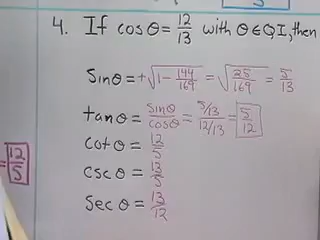 4. If cosθ = 12/13 with θ∈QI, then
sinθ = +√(1 - 144/169) = √(25/169) = 5/13
tanθ = sinθ/cosθ = (5/13)/(12/13) = 5/12
cotθ = 12/5
= 12/5
cscθ = 13/5
secθ = 13/12